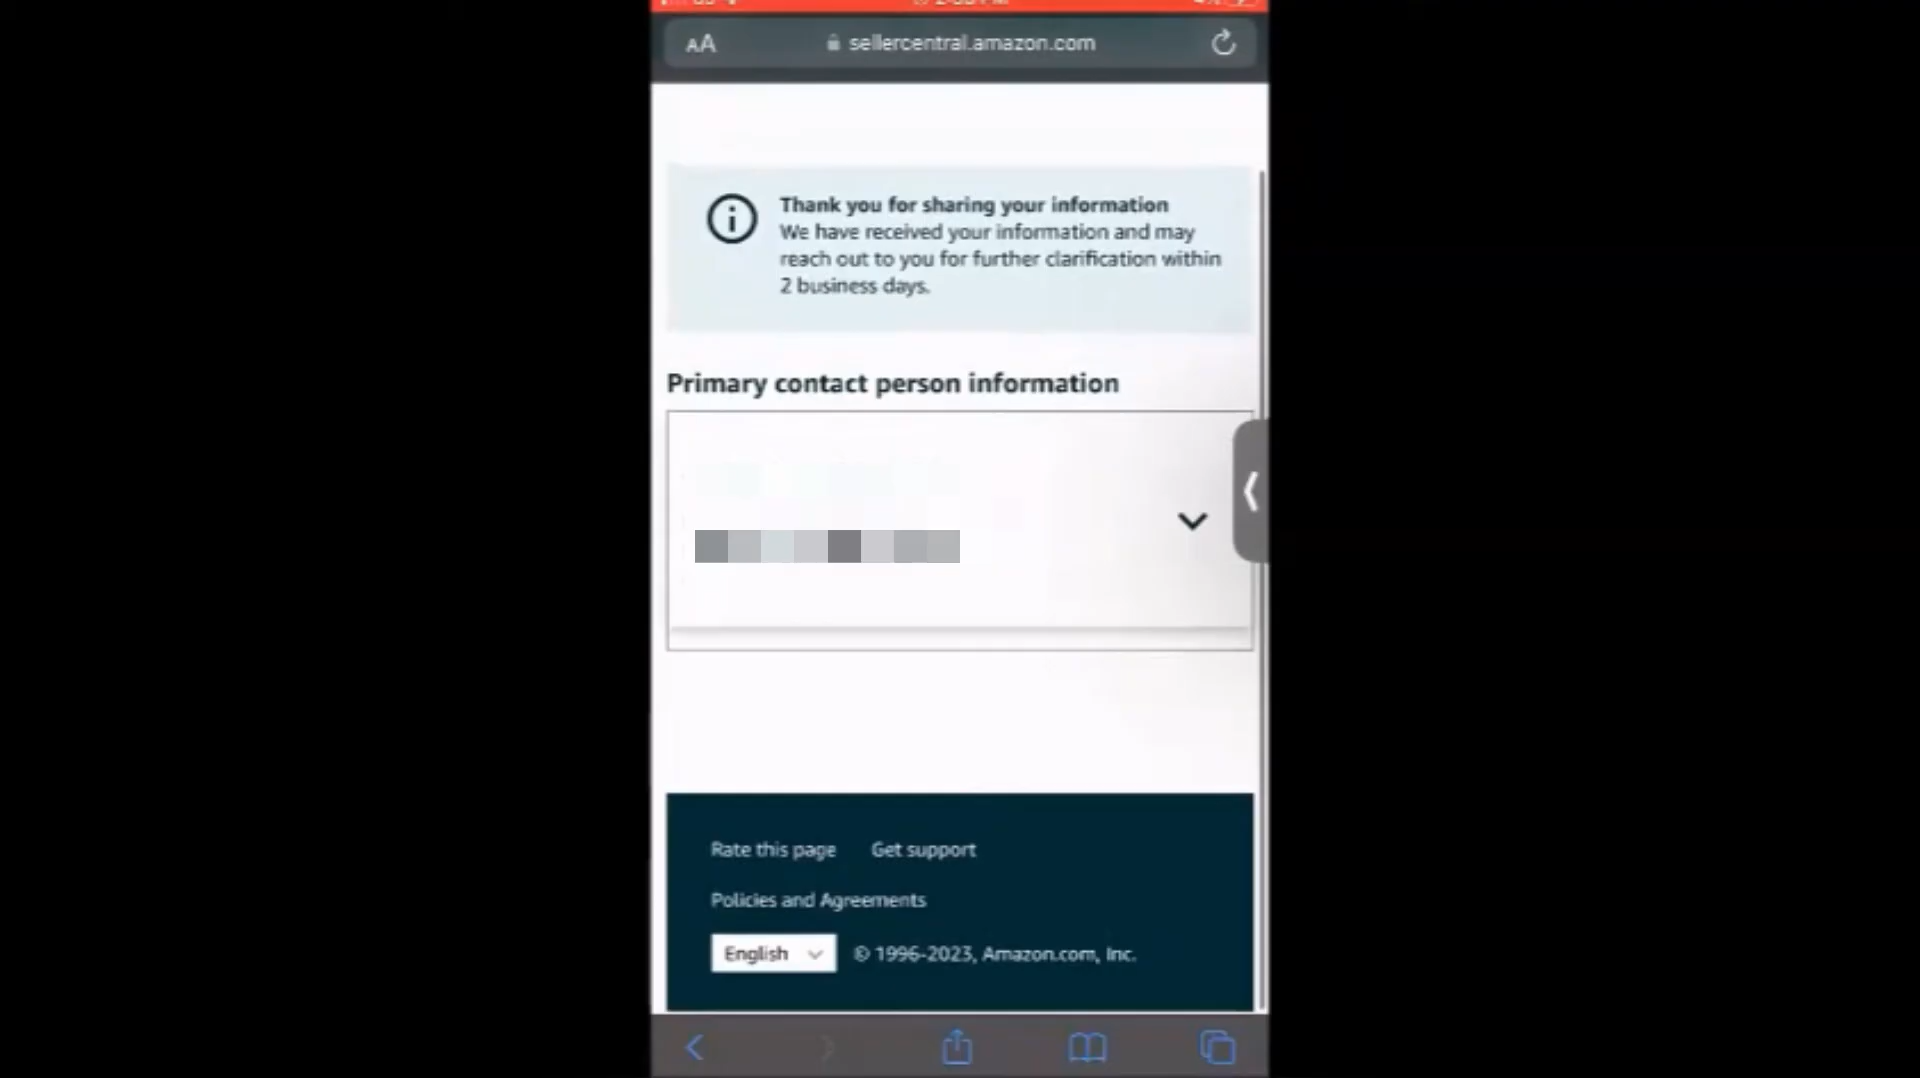 AA sellercentral.amazon.com
Thank you for sharing your information
We have received your information and may
reach out to you for further clarification within
2 business days.
Primary contact person information
Rate this page Get support
Policies and Agreements
English © 1996-2023, Amazon.com, Inc.